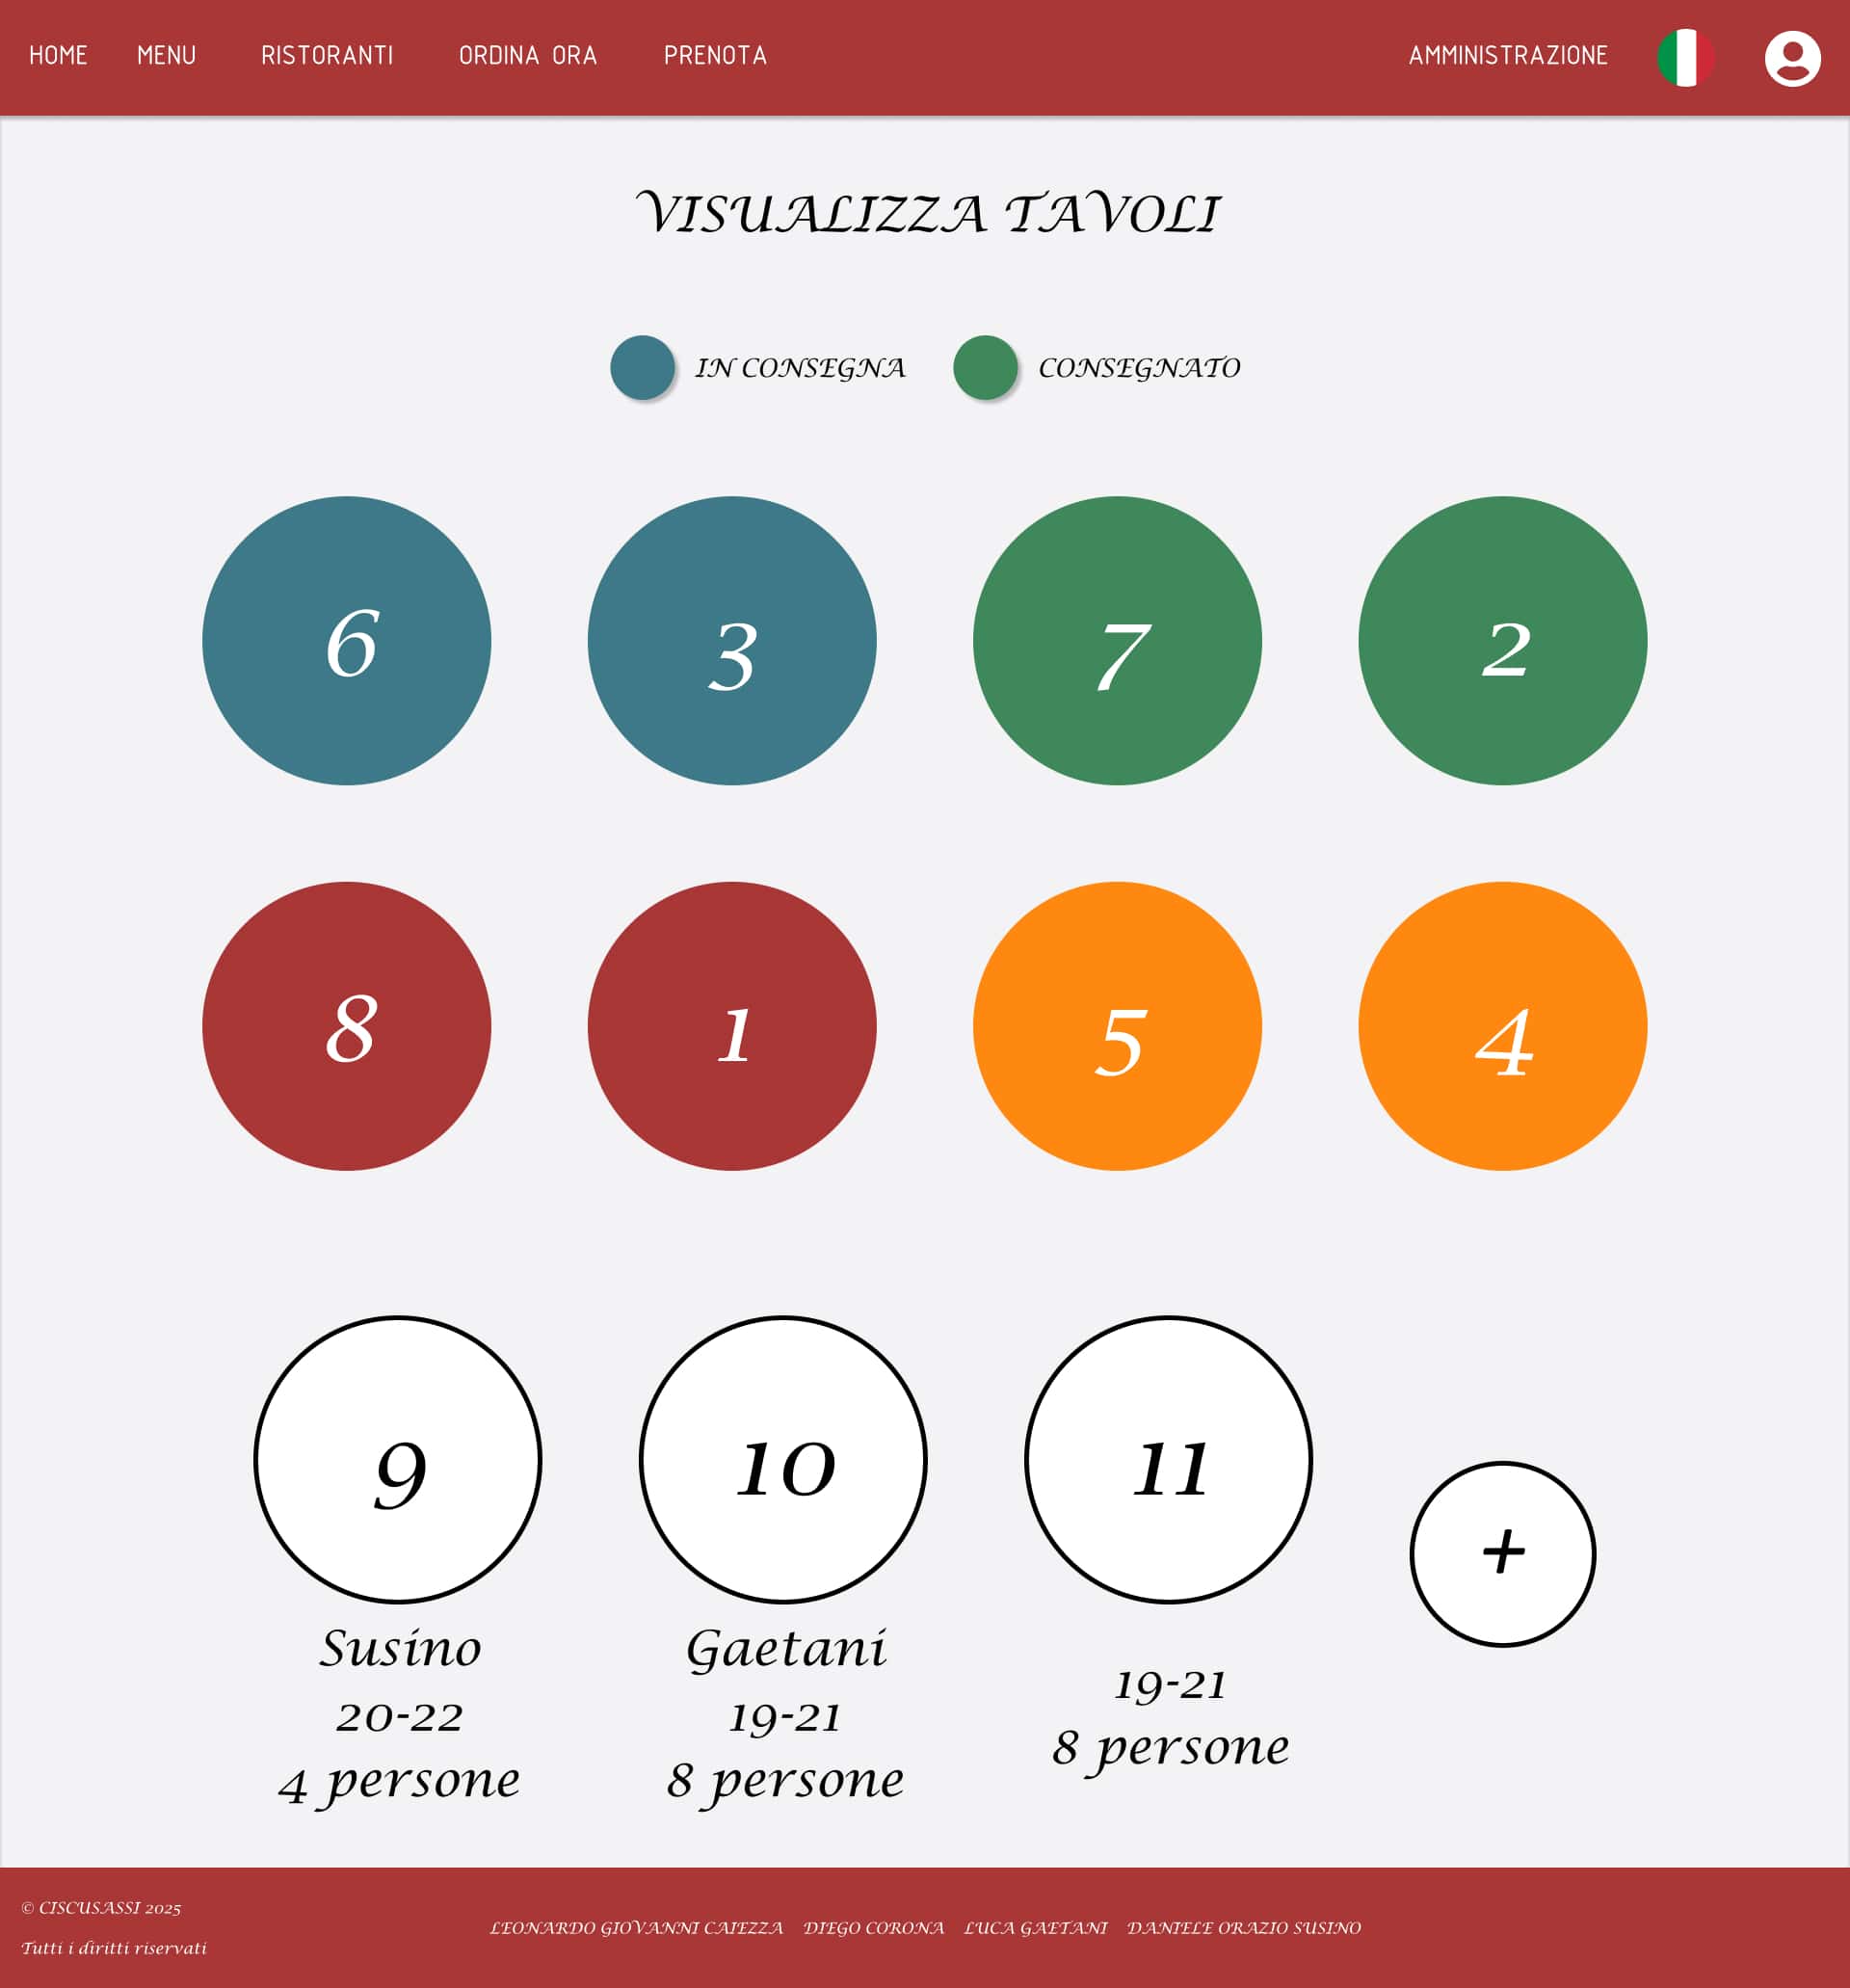 HOME MENU RISTORANTI ORDINA ORA PRENOTA AMMINISTRAZIONE
VISUALIZZA TAVOLI
IN CONSEGNA CONSEGNATO
6 3 7 2
8 1 5 4
9 10 11 +
Susino
20-22
4 persone
Gaetani
19-21
8 persone
19-21
8 persone
© CISCUSASSI 2025
Tutti i diritti riservati
LEONARDO GIOVANNI CAIEZZA DIEGO CORONA LUCA GAETANI DANIELE ORAZIO SUSINO